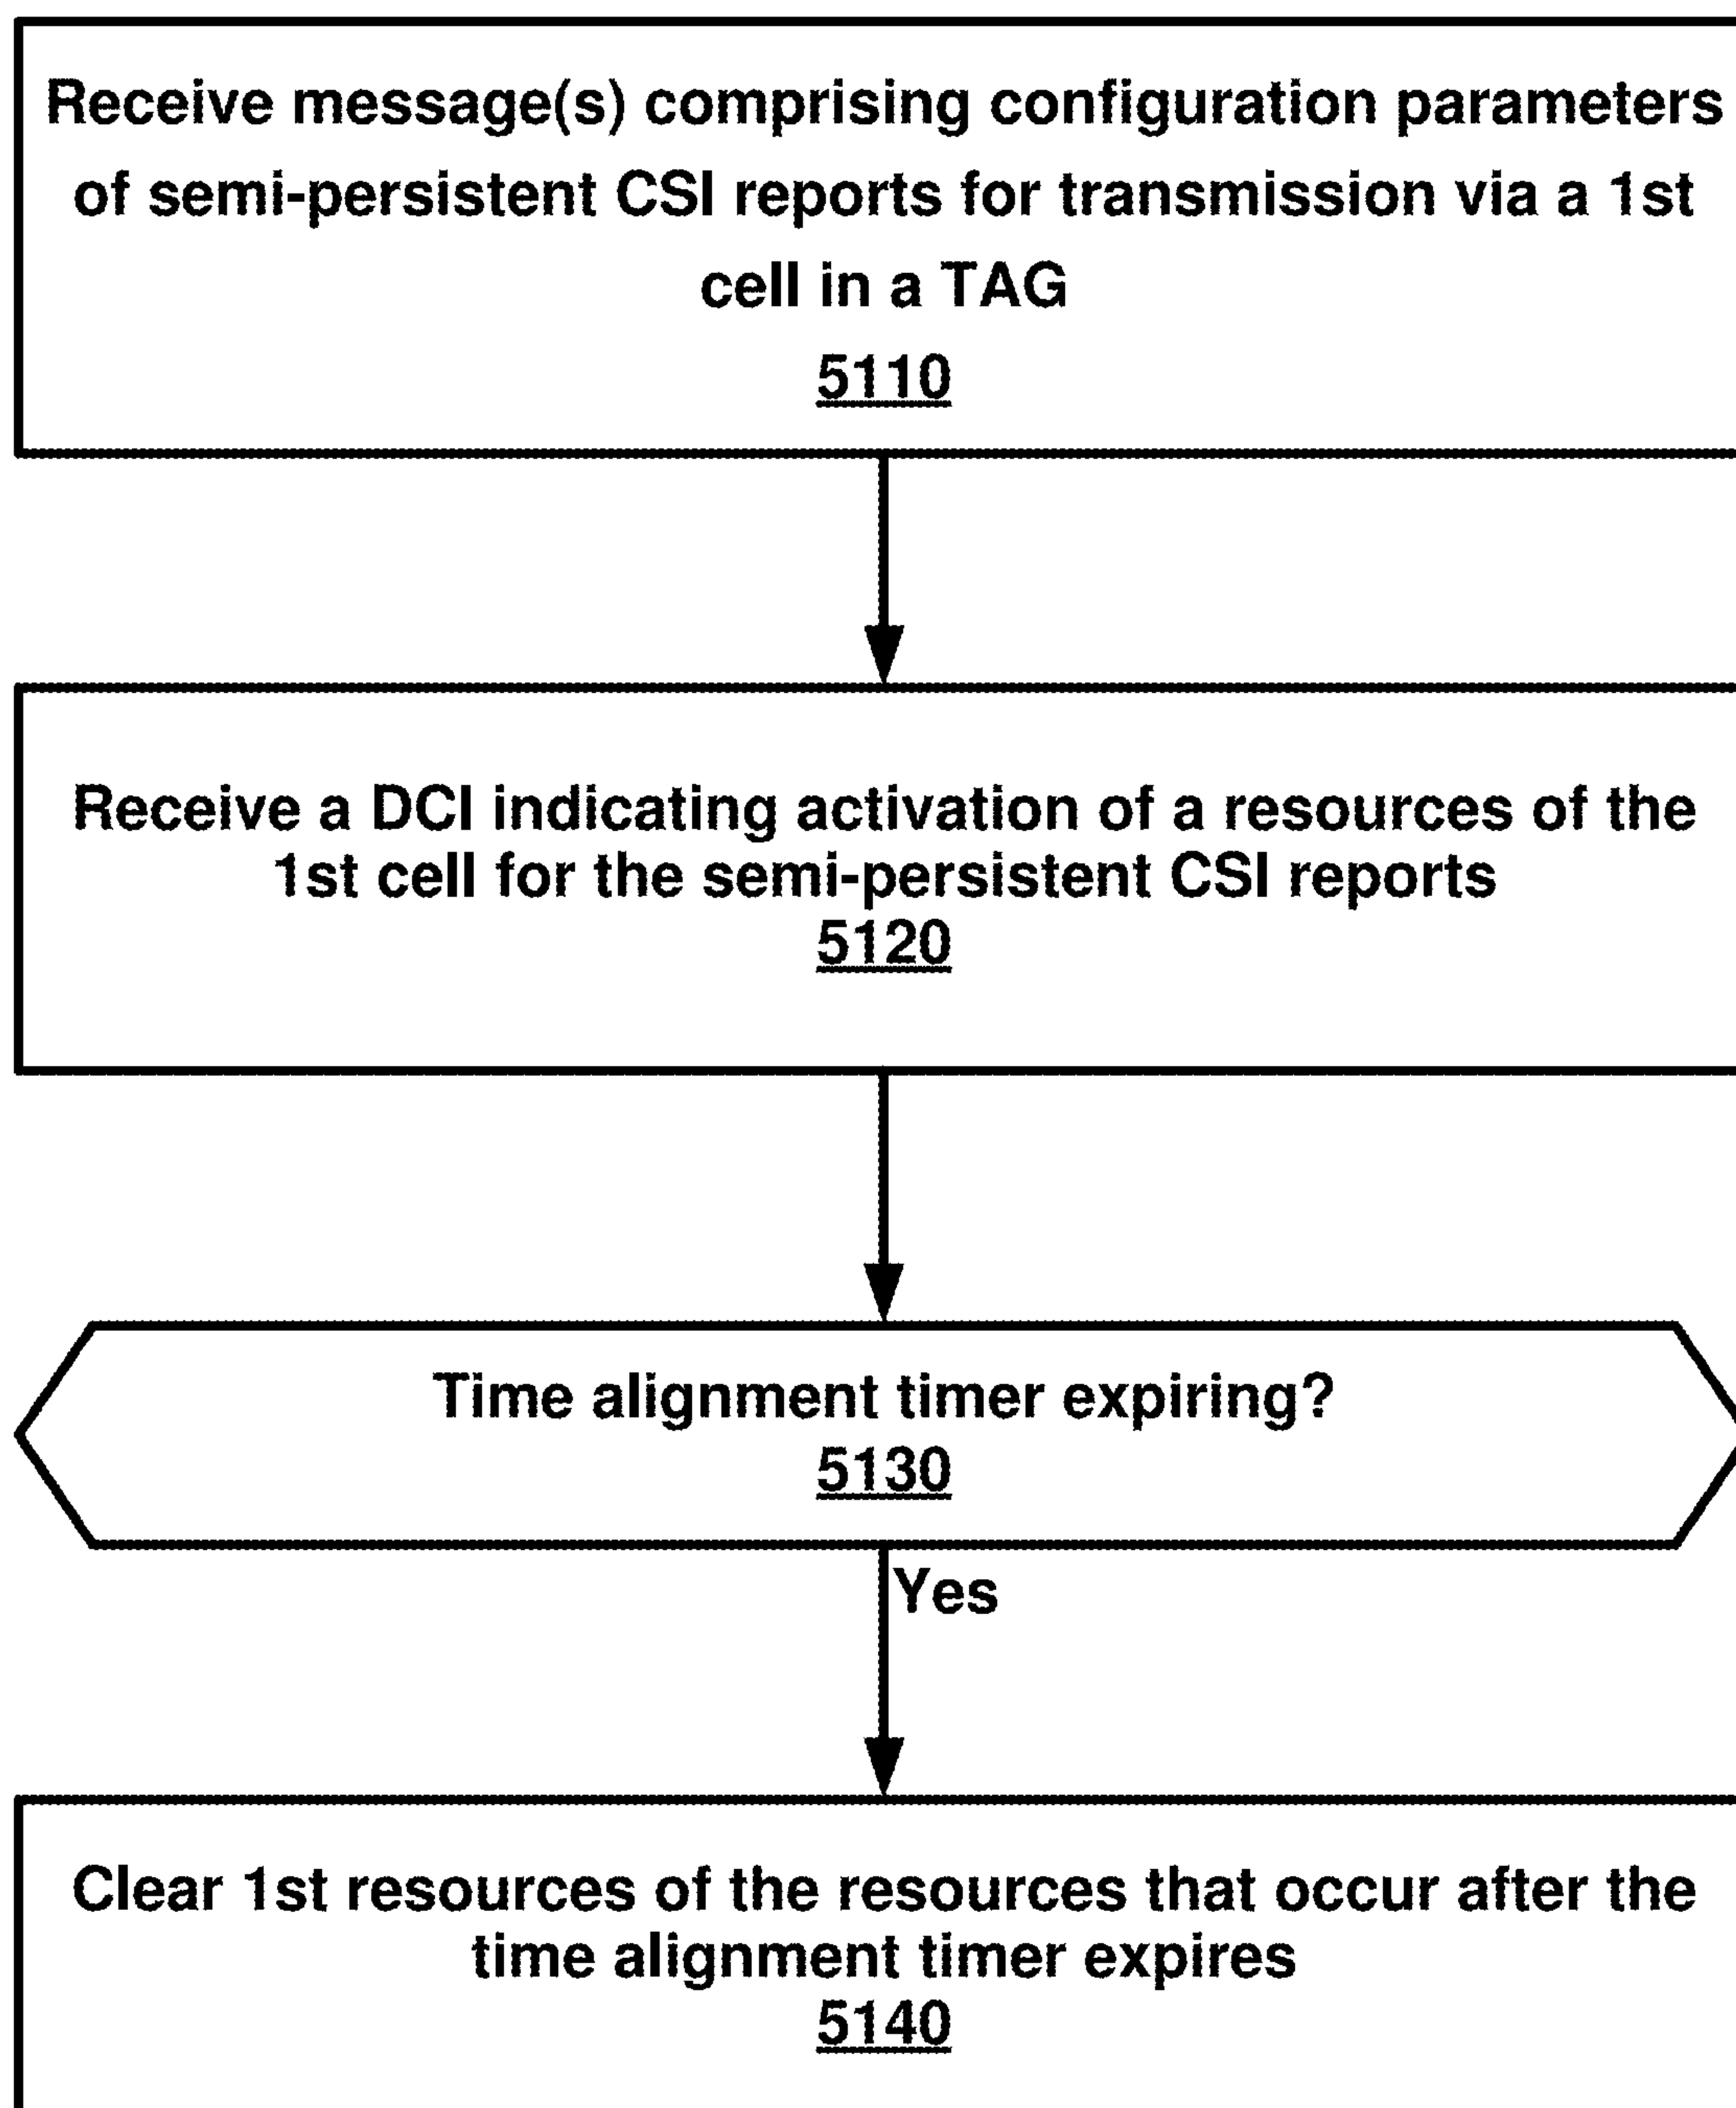 Receive message(s) comprising configuration parameters
of semi-persistent CSI reports for transmission via a 1st
cell in a TAG
5110
Receive a DCI indicating activation of a resources of the
1st cell for the semi-persistent CSI reports
5120
Time alignment timer expiring?
5130
Yes
Clear 1st resources of the resources that occur after the
time alignment timer expires
5140